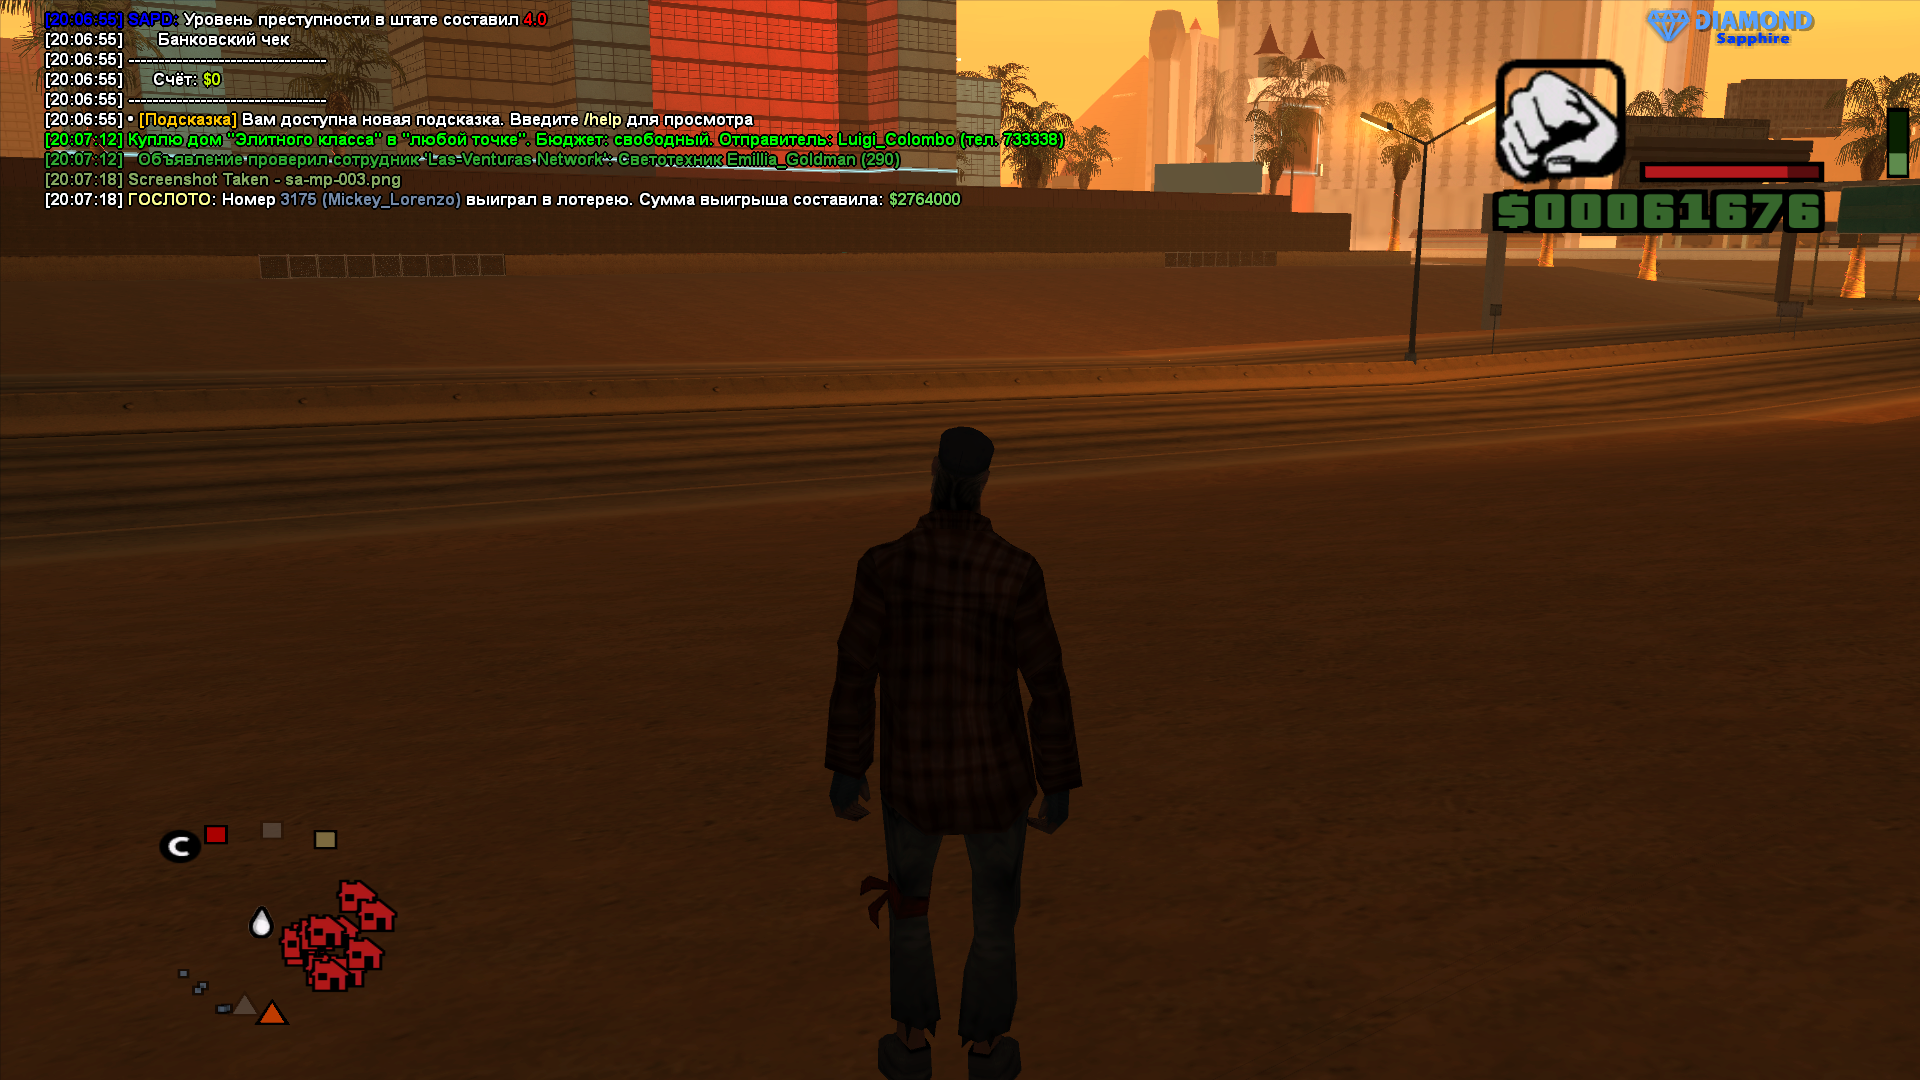 [20:06:55] SAPD: Уровень преступности в штате составил 4.0
[20:06:55] Банковский чек
[20:06:55] --------------------------------
[20:06:55] Счёт: $0
[20:06:55] --------------------------------
[20:06:55] • [Подсказка] Вам доступна новая подсказка. Введите /help для просмотра
[20:07:12] Куплю дом "Элитного класса" в "любой точке". Бюджет: свободный. Отправитель: Luigi_Colombo (тел. 733338)
[20:07:12] Объявление проверил сотрудник "Las-Venturas Network": Светотехник Emillia_Goldman (290)
[20:07:18] Screenshot Taken - sa-mp-003.png
[20:07:18] ГОСЛОТО: Номер 3175 (Mickey_Lorenzo) выиграл в лотерею. Сумма выигрыша составила: $2764000
DIAMOND
Sapphire
$00061676
C